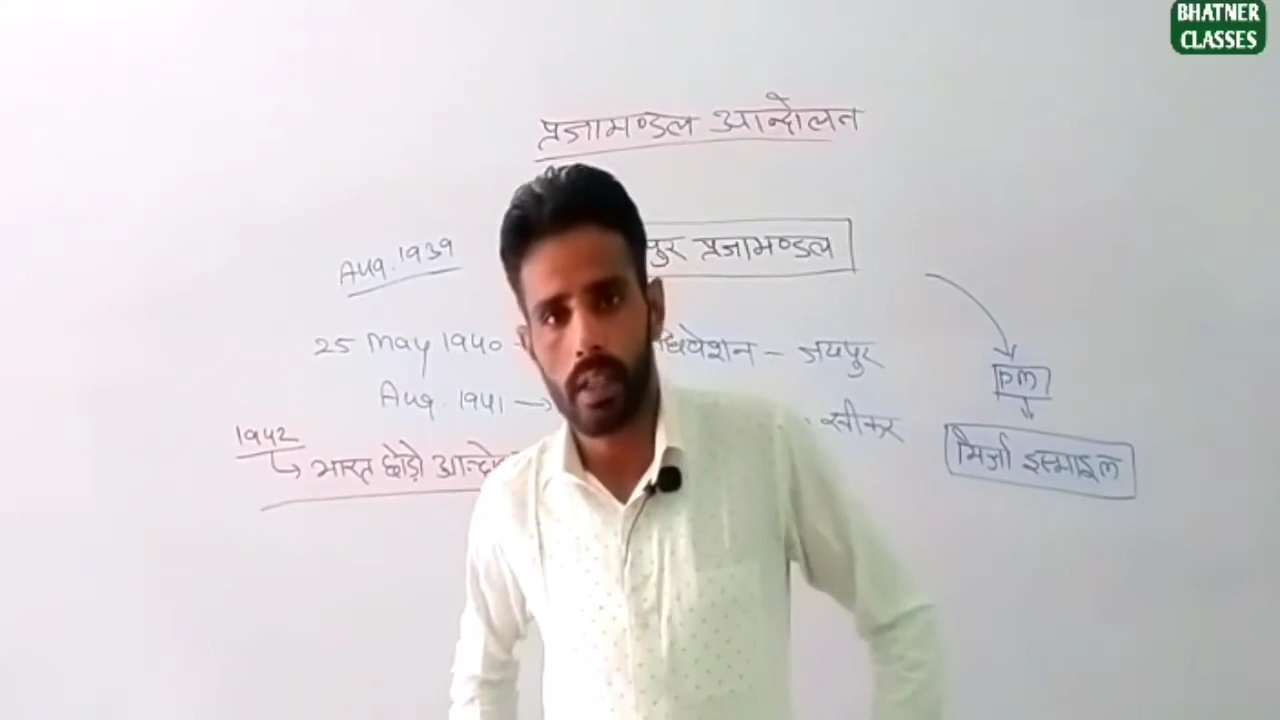 BHATNER
CLASSES
प्रजामण्डल आन्दोलन
Aug. 1939
पुर प्रजामण्डल
25 May 1940 - धिवेशन - जयपुर
Aug. 1941 →
PM
1942
↳ भारत छोड़ो आन्दो
मिर्जा इस्माइल